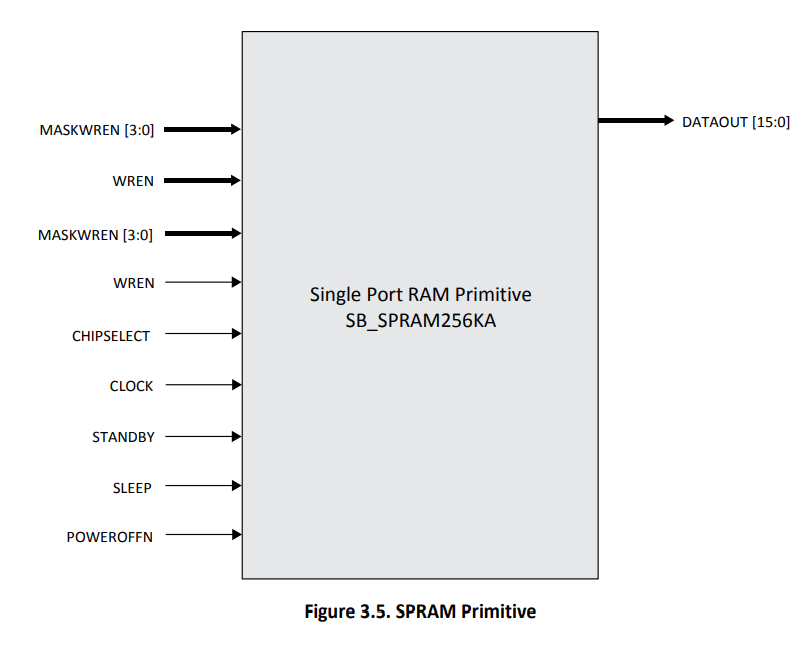 MASKWREN [3:0]
DATAOUT [15:0]
WREN
MASKWREN [3:0]
WREN
Single Port RAM Primitive
SB_SPRAM256KA
CHIPSELECT
CLOCK
STANDBY
SLEEP
POWEROFFN
Figure 3.5. SPRAM Primitive